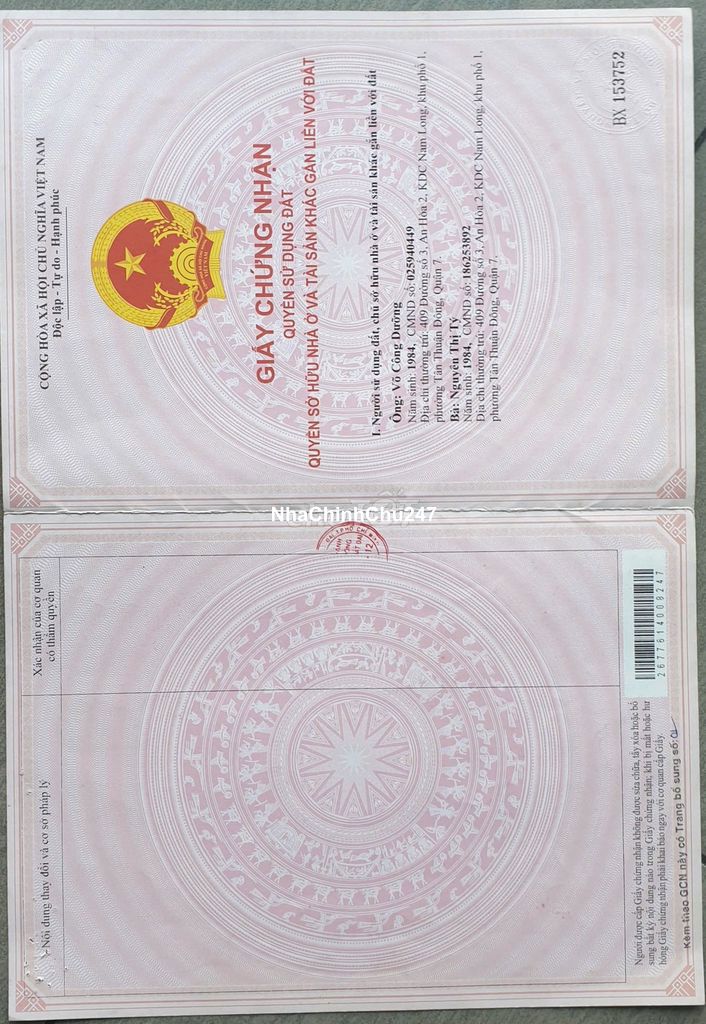 CỘNG HÒA XÃ HỘI CHỦ NGHĨA VIỆT NAM
Độc lập - Tự do - Hạnh phúc
GIẤY CHỨNG NHẬN
QUYỀN SỬ DỤNG ĐẤT
QUYỀN SỞ HỮU NHÀ Ở VÀ TÀI SẢN KHÁC GẮN LIỀN VỚI ĐẤT
I. Người sử dụng đất, chủ sở hữu nhà ở và tài sản khác gắn liền với đất
Ông: Võ Công Dưỡng
Năm sinh: 1984, CMND số: 025940449
Địa chỉ thường trú: 409 Đường số 3, An Hòa 2, KDC Nam Long, khu phố 1,
phường Tân Thuận Đông, Quận 7.
Bà: Nguyễn Thị Tý
Năm sinh: 1984, CMND số: 186253892
Địa chỉ thường trú: 409 Đường số 3, An Hòa 2, KDC Nam Long, khu phố 1,
phường Tân Thuận Đông, Quận 7.
BX 153752
NhaChinhChu247
- Nội dung thay đổi và cơ sở pháp lý
Xác nhận của cơ quan
có thẩm quyền
Người được cấp Giấy chứng nhận không được sửa chữa, tẩy xóa hoặc bổ
sung bất kỳ nội dung nào trong Giấy chứng nhận; khi bị mất hoặc hư
hỏng Giấy chứng nhận phải khai báo ngay với cơ quan cấp Giấy.
Kèm theo GCN này có Trang bổ sung số: 01
2677614008247